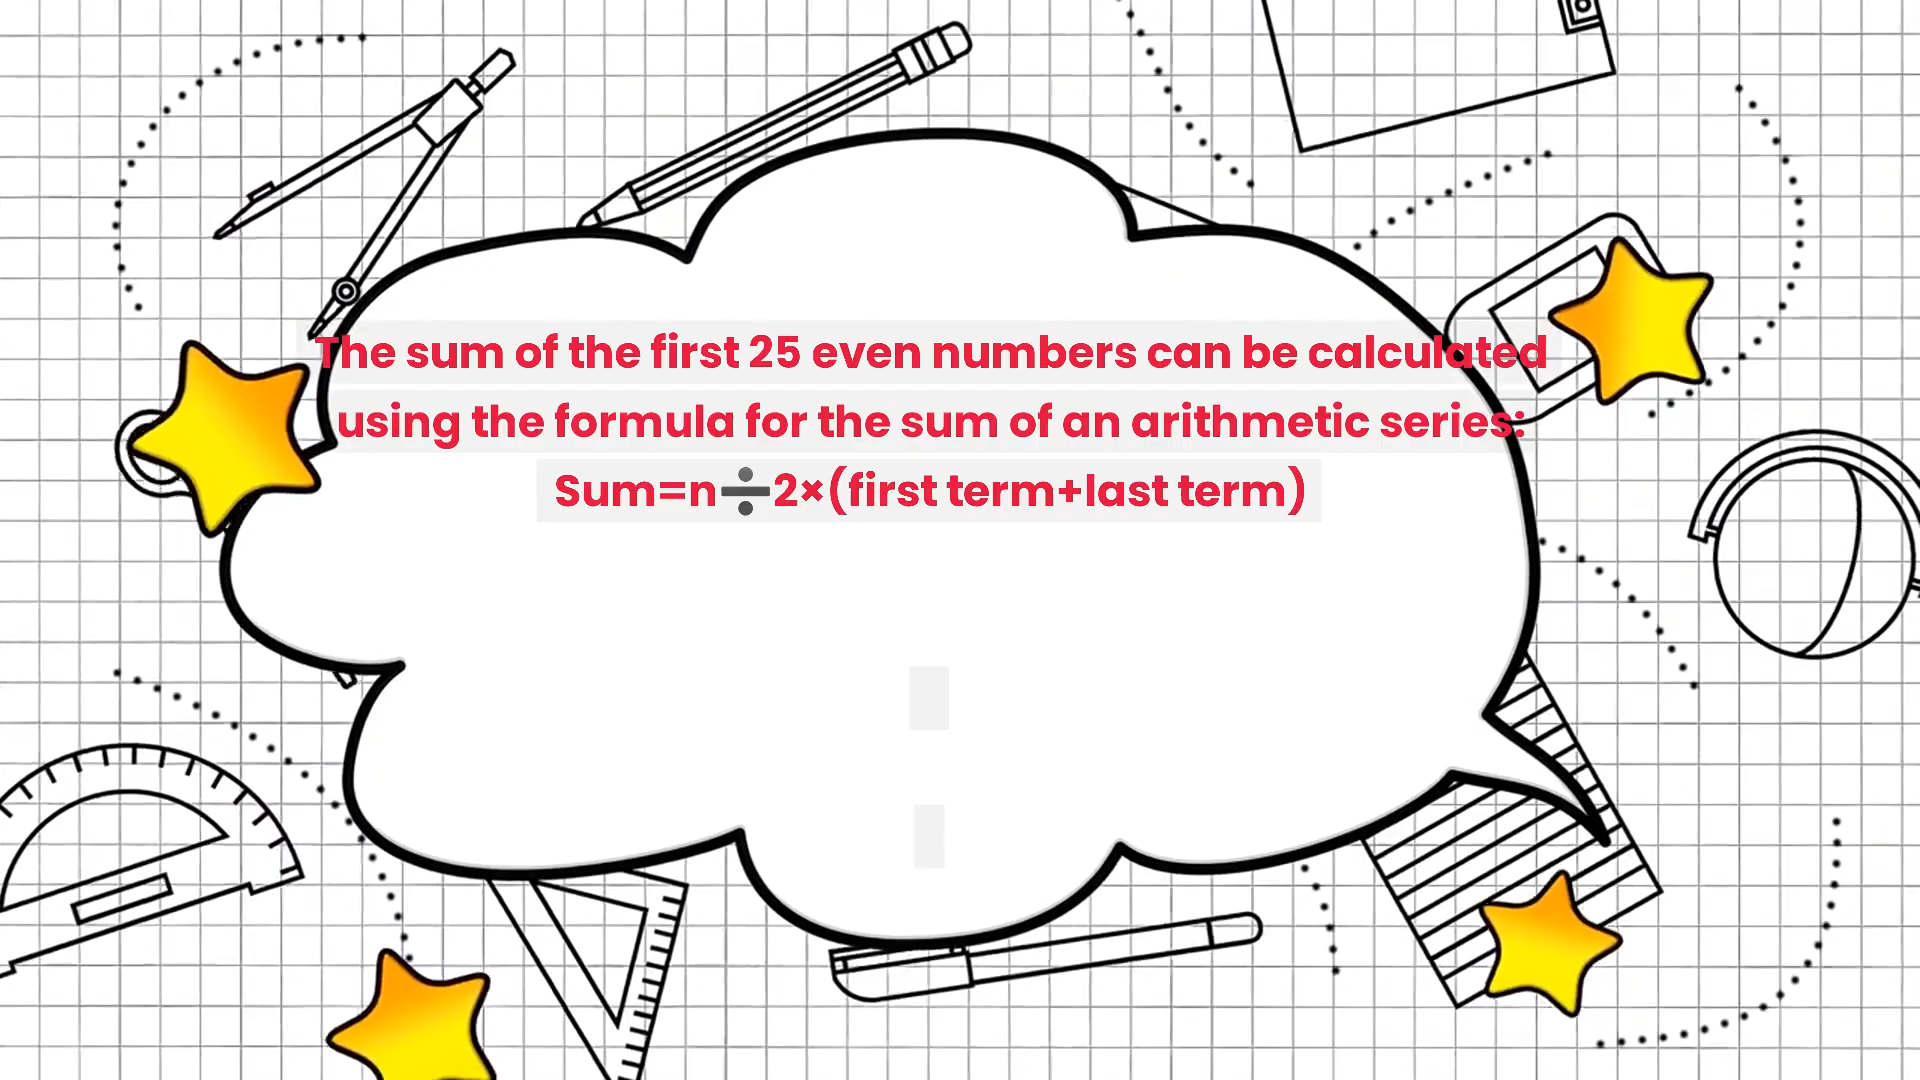 The sum of the first 25 even numbers can be calculated
using the formula for the sum of an arithmetic series:
Sum=n➗2×(first term+last term)